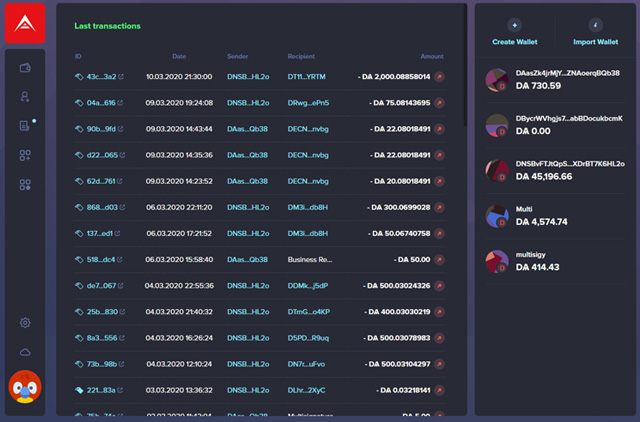 Last transactions
ID Date Sender Recipient Amount
43c...3a2 10.03.2020 21:30:00 DNSB...HL2o DT11...YRTM - DA 2,000.08858014
04a...616 09.03.2020 19:24:08 DNSB...HL2o DRwg...ePn5 - DA 75.08143695
90b...9fd 09.03.2020 14:43:44 DAas...Qb38 DECN...nvbg - DA 22.08018491
d22...065 09.03.2020 14:35:36 DAas...Qb38 DECN...nvbg - DA 22.08018491
62d...761 09.03.2020 14:23:52 DAas...Qb38 DECN...nvbg - DA 20.08018491
868...d03 06.03.2020 22:11:20 DNSB...HL2o DM3i...db8H - DA 300.0699028
137...ed1 06.03.2020 17:21:52 DNSB...HL2o DM3i...db8H - DA 50.06740758
518...dc4 06.03.2020 15:58:40 DAas...Qb38 Business Re... - DA 50.00
de7...067 04.03.2020 22:55:36 DNSB...HL2o DDMk...j5dP - DA 500.03024326
25b...830 04.03.2020 21:40:32 DNSB...HL2o DTmG...o4KP - DA 400.03030219
8a3...556 04.03.2020 16:26:24 DNSB...HL2o D5PD...R9uq - DA 500.03078983
73b...98b 04.03.2020 12:10:24 DNSB...HL2o DN7r...uFvo - DA 500.03104297
221...83a 03.03.2020 13:36:32 DNSB...HL2o DLhr...2XyC - DA 0.03218141
Create Wallet Import Wallet
DAasZk4jrMjY...ZNAoerqBQb38
DA 730.59
DBycrWVhgjs7...abBDocukbcmK
DA 0.00
DNSBvFTJtQpS...XDrBT7K6HL2o
DA 45,196.66
Multi
DA 4,574.74
multisigy
DA 414.43